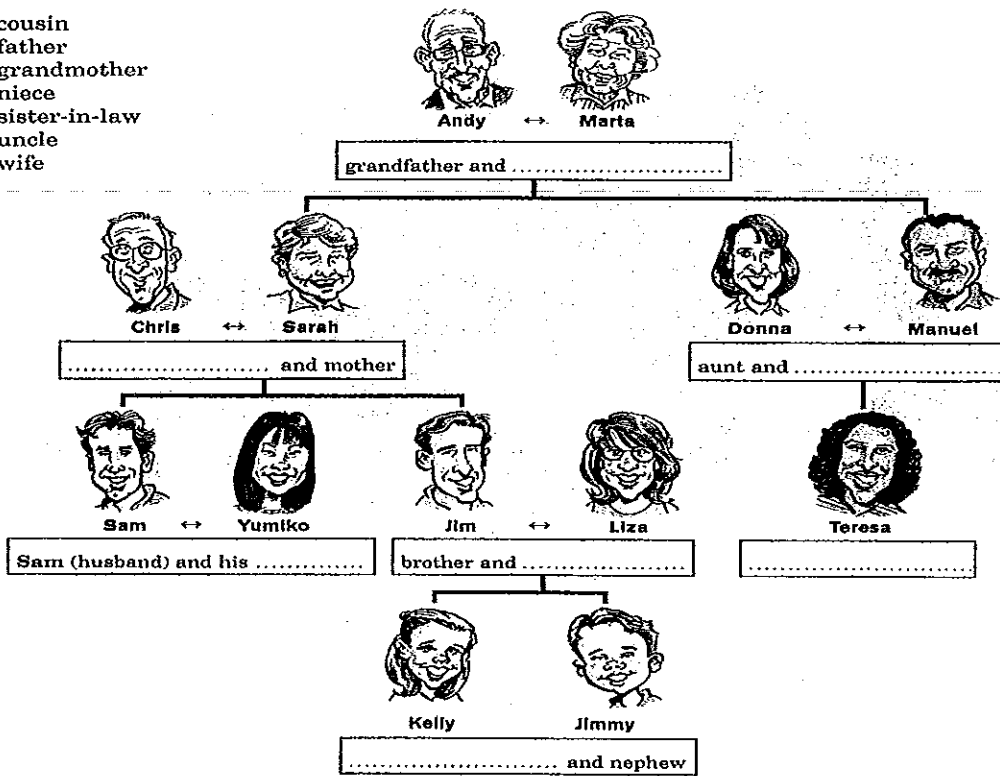 cousin
father
grandmother
niece
sister-in-law
uncle
wife
Andy ↔ Marta
grandfather and ..............................
Chris ↔ Sarah
Donna ↔ Manuel
............................ and mother
aunt and ..............................
Sam ↔ Yumiko
Jim ↔ Liza
Teresa
Sam (husband) and his ...............
brother and ......................
..............................
Kelly
Jimmy
.............................. and nephew